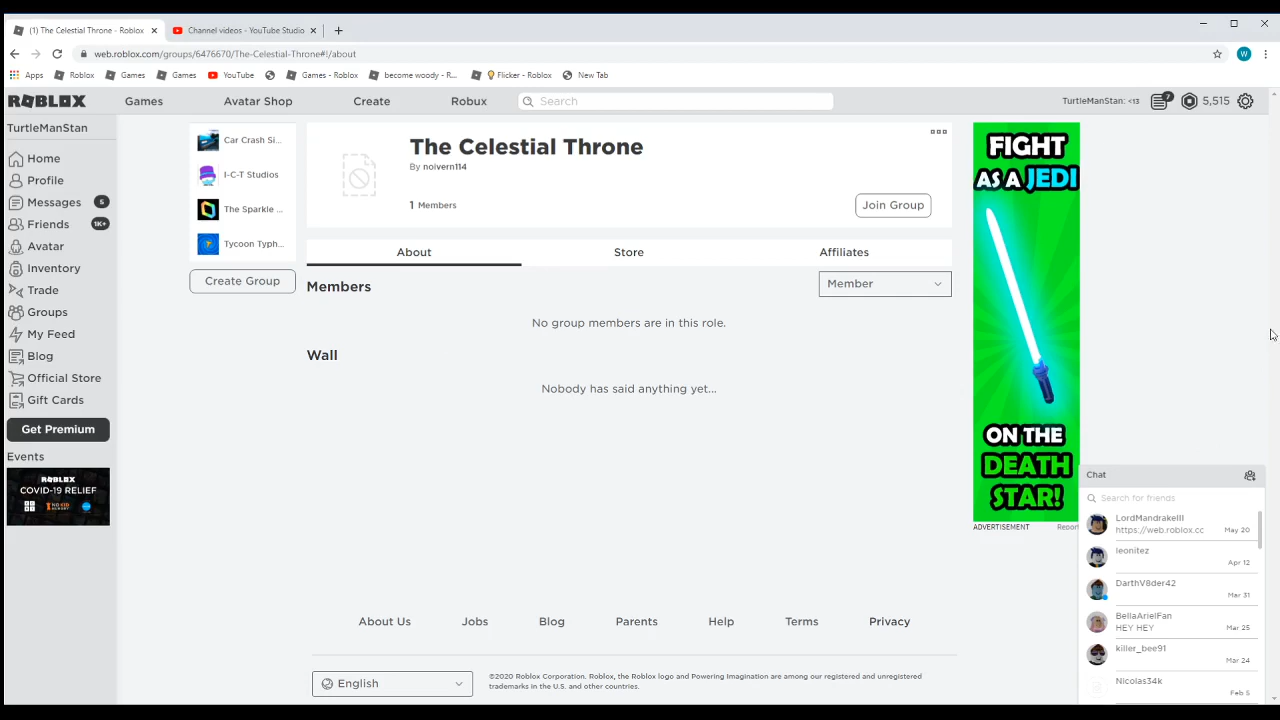 (1) The Celestial Throne - Roblox
Channel videos - YouTube Studio
web.roblox.com/groups/6476670/The-Celestial-Throne#!/about
W
Apps
Roblox
Games
Games
YouTube
Games - Roblox
become woody - R...
Flicker - Roblox
New Tab
ROBLOX
Games
Avatar Shop
Create
Robux
Search
TurtleManStan: <13
7
5,515
TurtleManStan
Home
Profile
Messages
5
Friends
1K+
Avatar
Inventory
Trade
Groups
My Feed
Blog
Official Store
Gift Cards
Get Premium
Events
ROBLOX
COVID-19 RELIEF
Car Crash Si...
I-C-T Studios
The Sparkle ...
Tycoon Typh...
Create Group
The Celestial Throne
By noivern114
1 Members
Join Group
About
Store
Affiliates
Members
Member
No group members are in this role.
Wall
Nobody has said anything yet...
FIGHT
AS A JEDI
ON THE
DEATH
STAR!
ADVERTISEMENT
Report
Chat
Search for friends
LordMandrakeIII
https://web.roblox.cc
May 20
leonitez
Apr 12
DarthV8der42
Mar 31
BellaArielFan
HEY HEY
Mar 25
killer_bee91
Mar 24
Nicolas34k
Feb 5
About Us
Jobs
Blog
Parents
Help
Terms
Privacy
English
©2020 Roblox Corporation. Roblox, the Roblox logo and Powering Imagination are among our registered and unregistered
trademarks in the U.S. and other countries.